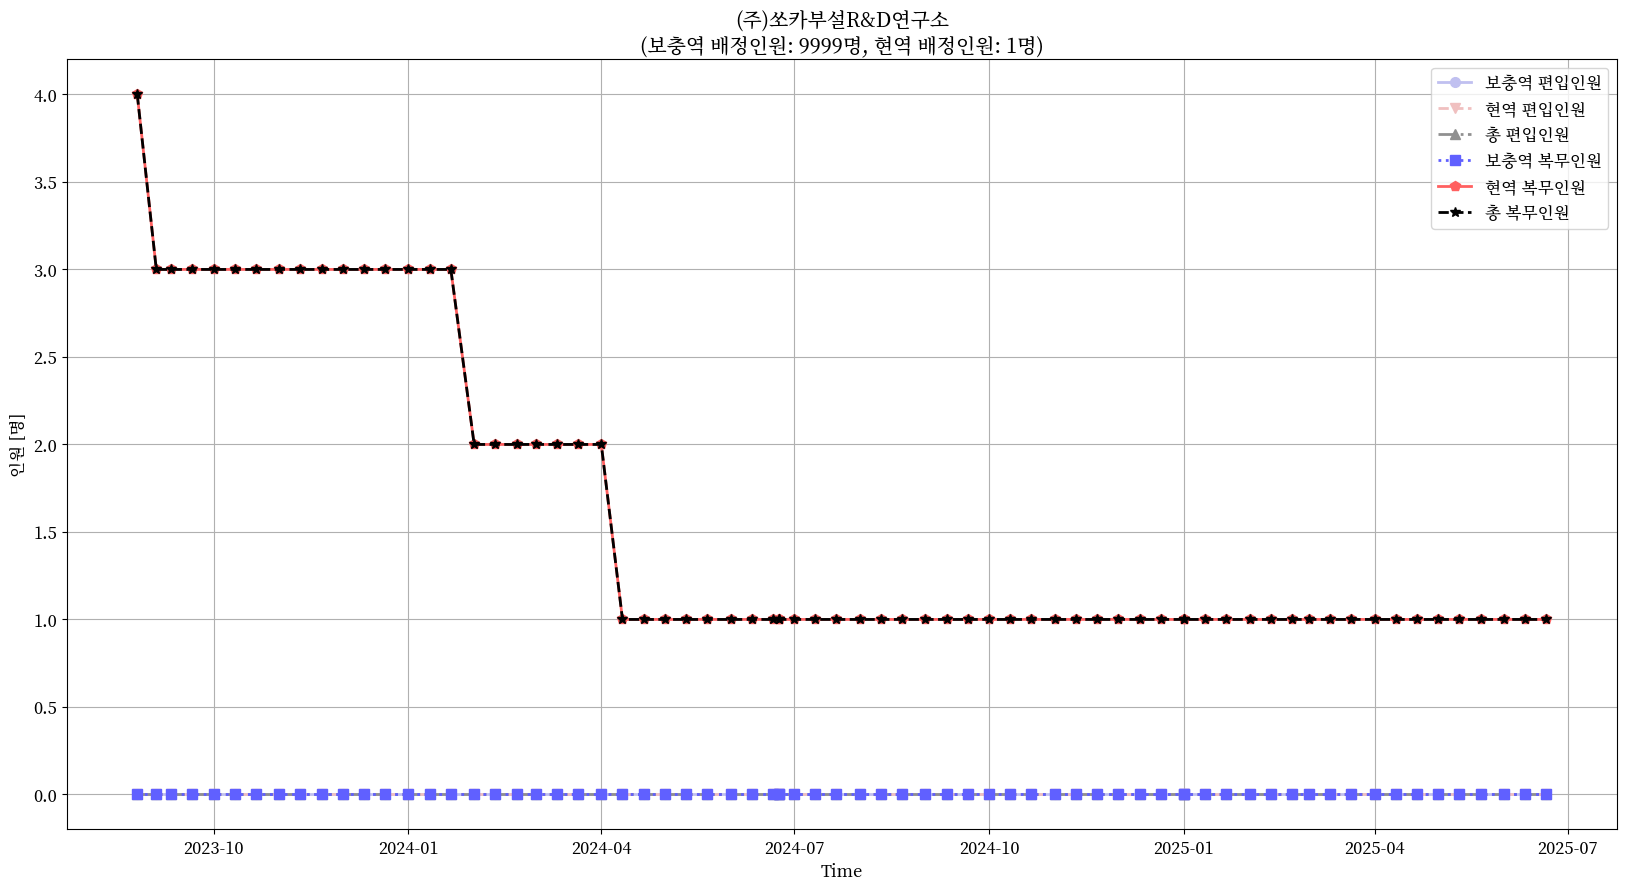 (주)쏘카부설R&D연구소
(보충역 배정인원: 9999명, 현역 배정인원: 1명)
보충역 편입인원
현역 편입인원
총 편입인원
보충역 복무인원
현역 복무인원
총 복무인원
인원 [명]
4.0
3.5
3.0
2.5
2.0
1.5
1.0
0.5
0.0
2023-10
2024-01
2024-04
2024-07
2024-10
2025-01
2025-04
2025-07
Time